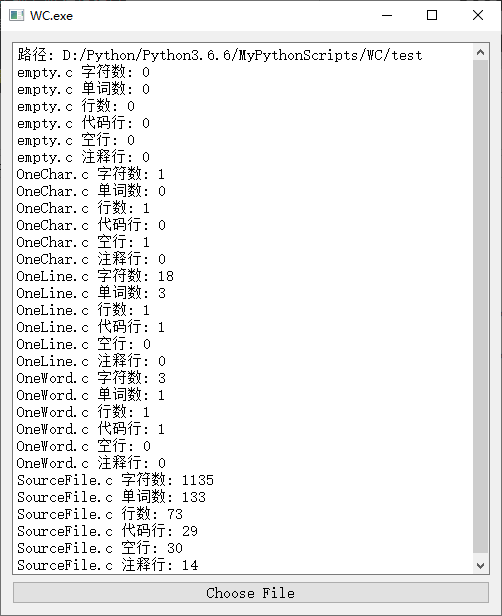 WC.exe
路径: D:/Python/Python3.6.6/MyPythonScripts/WC/test
empty.c 字符数: 0
empty.c 单词数: 0
empty.c 行数: 0
empty.c 代码行: 0
empty.c 空行: 0
empty.c 注释行: 0
OneChar.c 字符数: 1
OneChar.c 单词数: 0
OneChar.c 行数: 1
OneChar.c 代码行: 0
OneChar.c 空行: 1
OneChar.c 注释行: 0
OneLine.c 字符数: 18
OneLine.c 单词数: 3
OneLine.c 行数: 1
OneLine.c 代码行: 1
OneLine.c 空行: 0
OneLine.c 注释行: 0
OneWord.c 字符数: 3
OneWord.c 单词数: 1
OneWord.c 行数: 1
OneWord.c 代码行: 1
OneWord.c 空行: 0
OneWord.c 注释行: 0
SourceFile.c 字符数: 1135
SourceFile.c 单词数: 133
SourceFile.c 行数: 73
SourceFile.c 代码行: 29
SourceFile.c 空行: 30
SourceFile.c 注释行: 14
Choose File